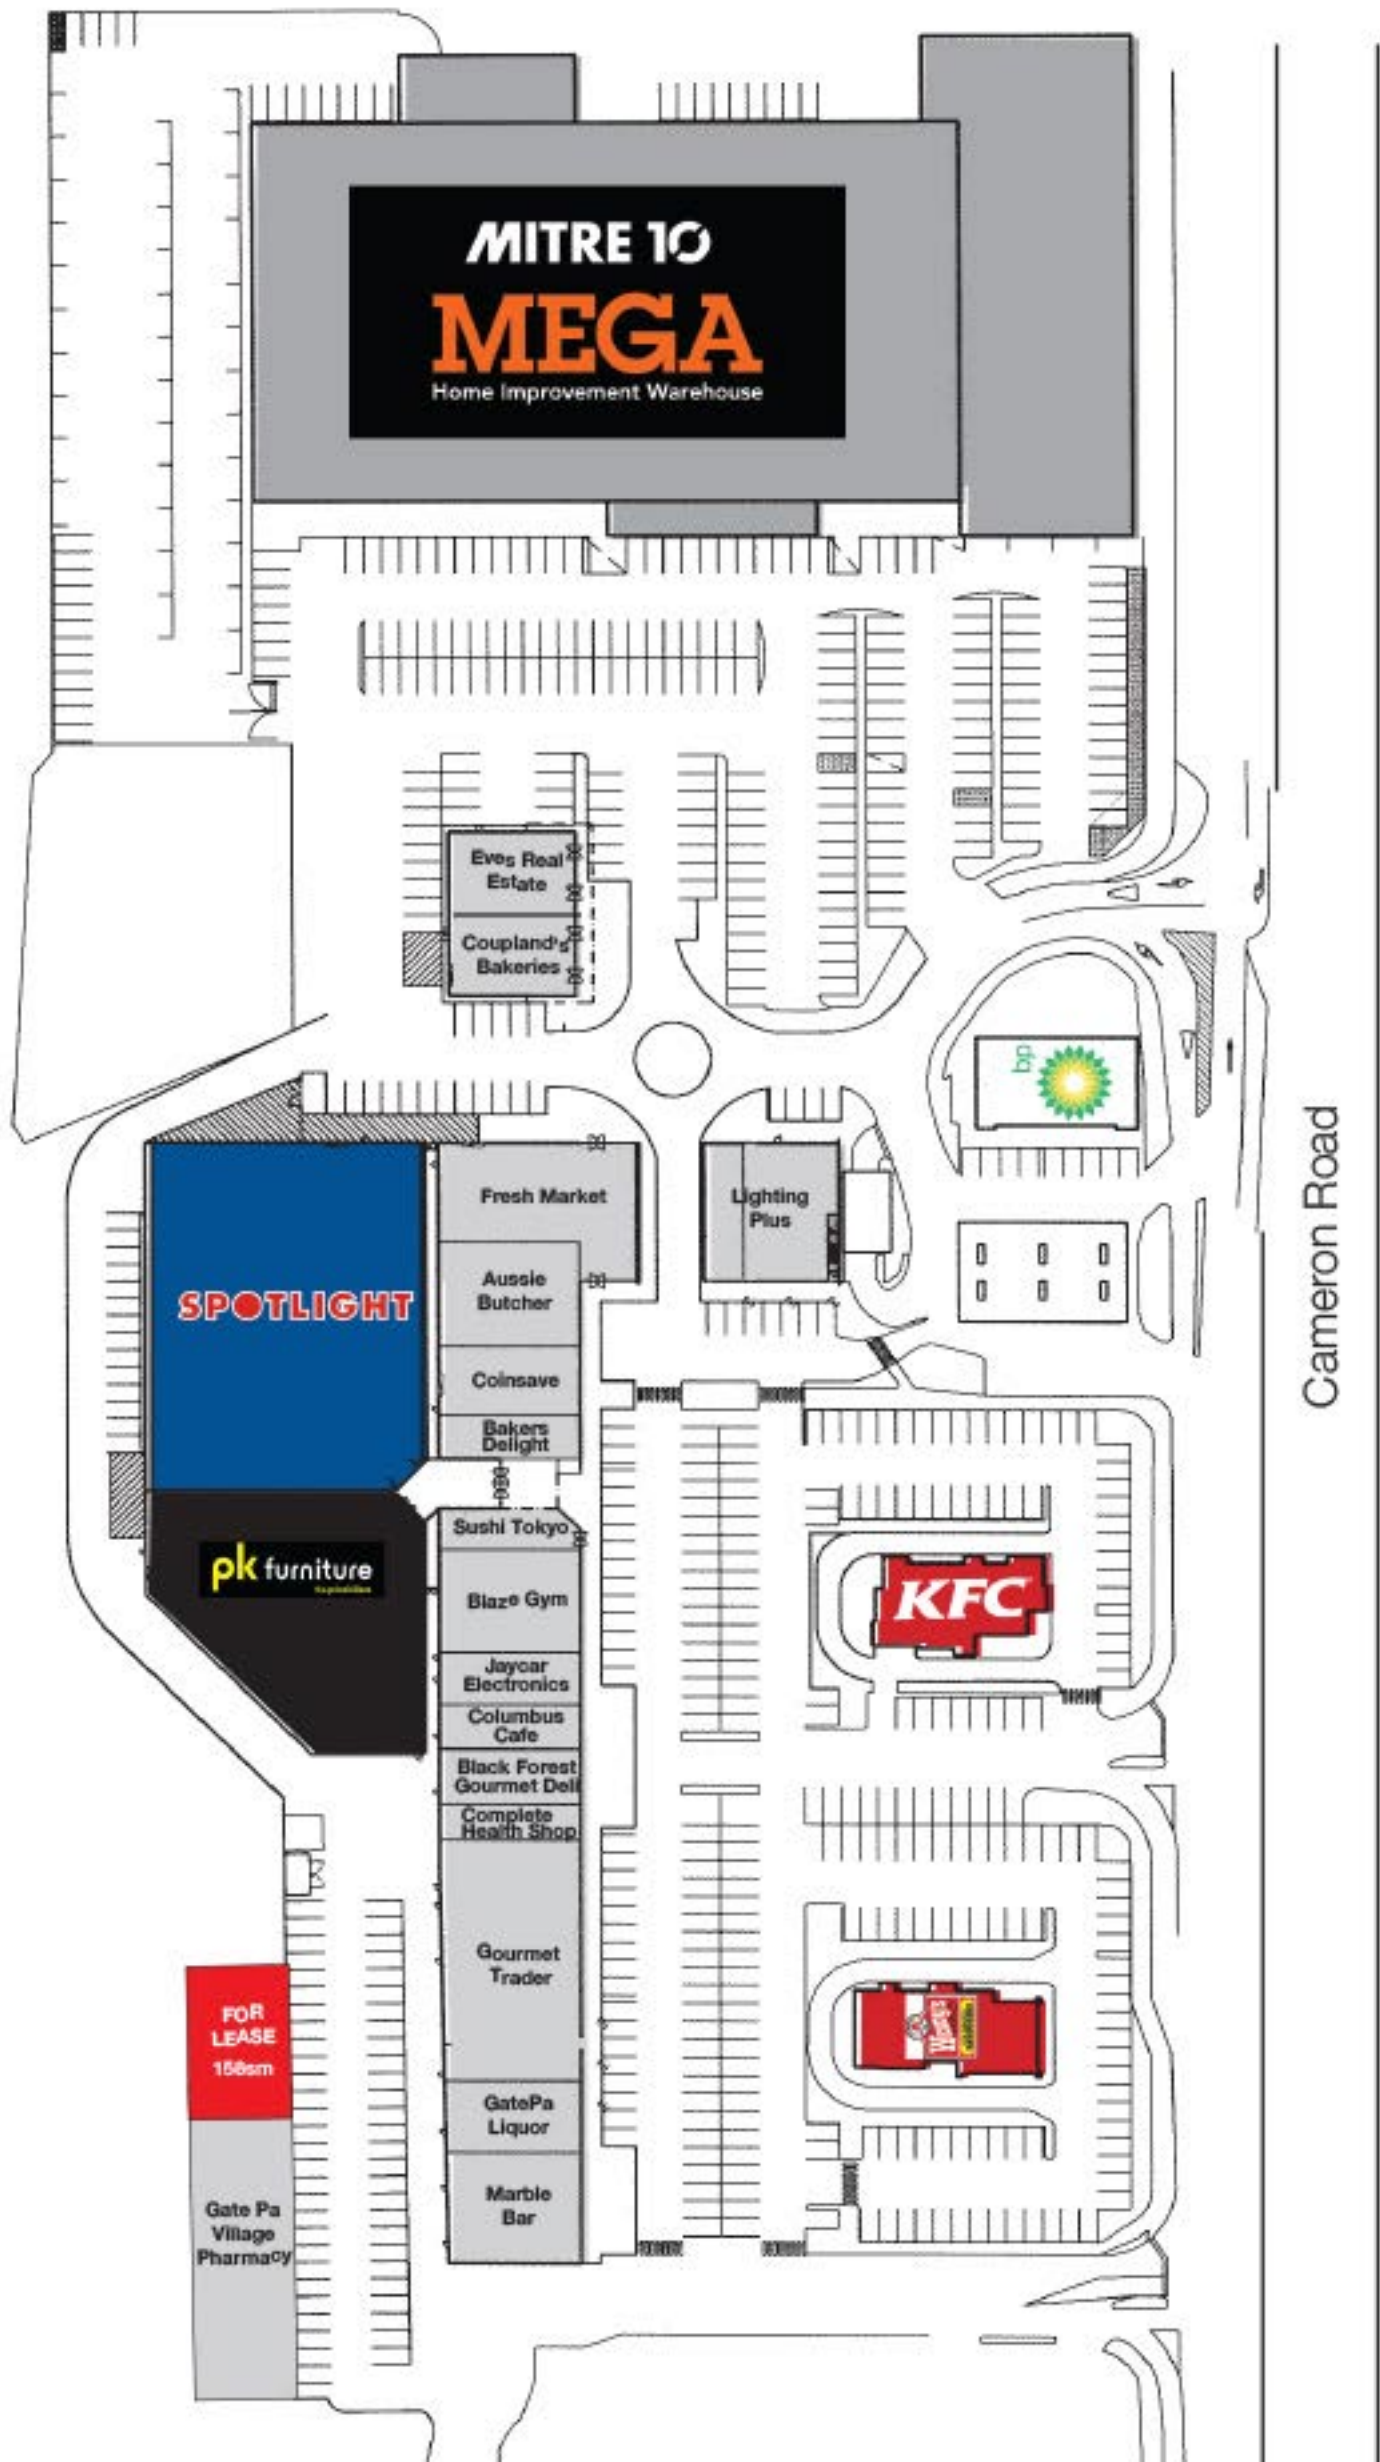 MITRE 10
MEGA
Home Improvement Warehouse
Eves Real
Estate
Coupland's
Bakeries
bp
Cameron Road
Fresh Market
Lighting
Plus
Aussie
Butcher
SPOTLIGHT
Coinsave
Bakers
Delight
Sushi Tokyo
pk furniture
KFC
Blaze Gym
Jaycar
Electronics
Columbus
Cafe
Black Forest
Gourmet Deli
Complete
Health Shop
Gourmet
Trader
FOR
LEASE
158sm
Wendy's
GatePa
Liquor
Marble
Bar
Gate Pa
Village
Pharmacy